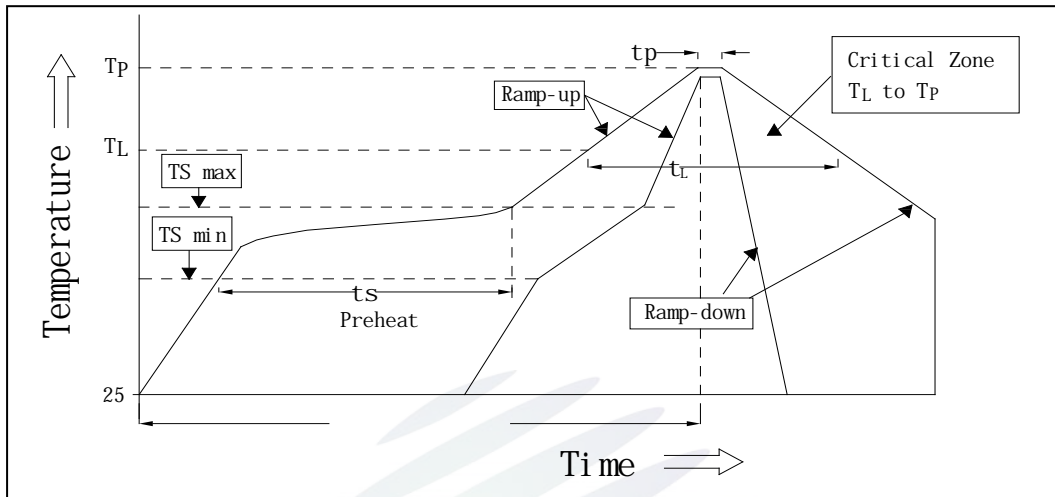 tp
TP
Critical Zone
TL to TP
Ramp-up
TL
TS max
tL
TS min
ts
Preheat
Ramp-down
25
Temperature
Time